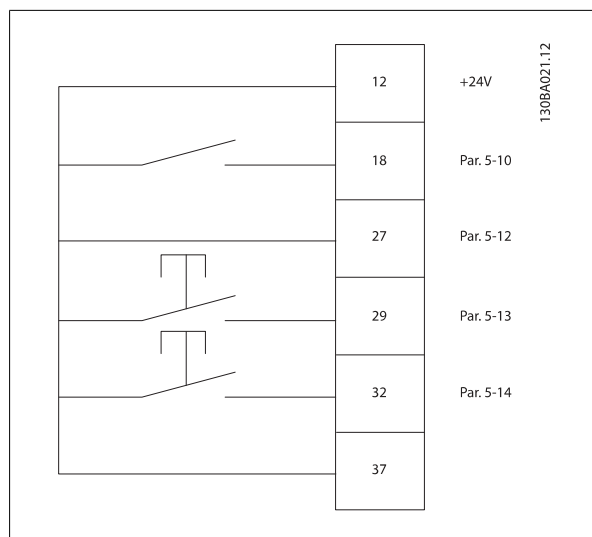 12 +24V
18 Par. 5-10
27 Par. 5-12
29 Par. 5-13
32 Par. 5-14
37
130BA021.12